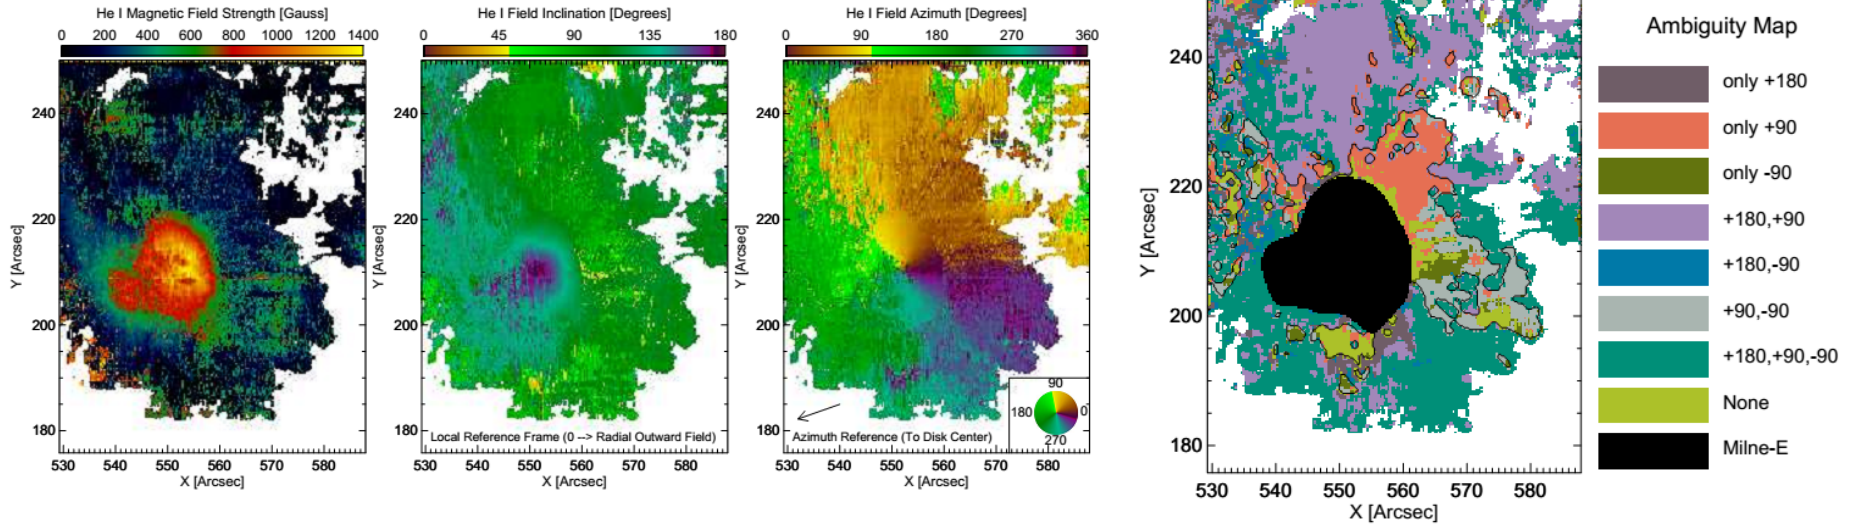 He I Magnetic Field Strength [Gauss]
0 200 400 600 800 1000 1200 1400
Y [Arcsec]
240
230
220
210
200
190
180
530 540 550 560 570 580
X [Arcsec]
He I Field Inclination [Degrees]
0 45 90 135 180
Y [Arcsec]
240
220
200
180
Local Reference Frame (0 --> Radial Outward Field)
530 540 550 560 570 580
X [Arcsec]
He I Field Azimuth [Degrees]
0 90 180 270 360
Y [Arcsec]
240
220
200
180
90
180 0
270
Azimuth Reference (To Disk Center)
530 540 550 560 570 580
X [Arcsec]
Y [Arcsec]
240
220
200
180
530 540 550 560 570 580
X [Arcsec]
Ambiguity Map
only +180
only +90
only -90
+180,+90
+180,-90
+90,-90
+180,+90,-90
None
Milne-E